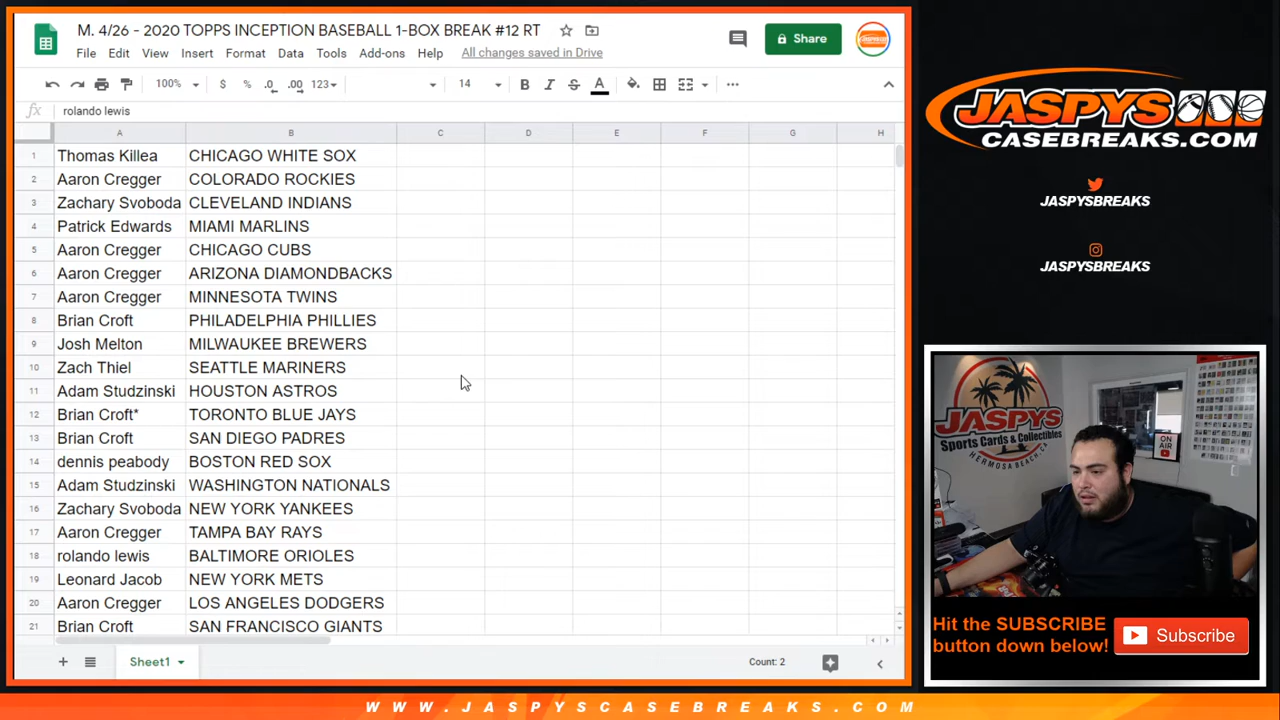 M. 4/26 - 2020 TOPPS INCEPTION BASEBALL 1-BOX BREAK #12 RT
File Edit View Insert Format Data Tools Add-ons Help All changes saved in Drive
Share
100% $ % .0 .00 123 14 B I S A
fx rolando lewis
A B C D E F G H
1 Thomas Killea CHICAGO WHITE SOX
2 Aaron Cregger COLORADO ROCKIES
3 Zachary Svoboda CLEVELAND INDIANS
4 Patrick Edwards MIAMI MARLINS
5 Aaron Cregger CHICAGO CUBS
6 Aaron Cregger ARIZONA DIAMONDBACKS
7 Aaron Cregger MINNESOTA TWINS
8 Brian Croft PHILADELPHIA PHILLIES
9 Josh Melton MILWAUKEE BREWERS
10 Zach Thiel SEATTLE MARINERS
11 Adam Studzinski HOUSTON ASTROS
12 Brian Croft* TORONTO BLUE JAYS
13 Brian Croft SAN DIEGO PADRES
14 dennis peabody BOSTON RED SOX
15 Adam Studzinski WASHINGTON NATIONALS
16 Zachary Svoboda NEW YORK YANKEES
17 Aaron Cregger TAMPA BAY RAYS
18 rolando lewis BALTIMORE ORIOLES
19 Leonard Jacob NEW YORK METS
20 Aaron Cregger LOS ANGELES DODGERS
21 Brian Croft SAN FRANCISCO GIANTS
Sheet1
Count: 2
JASPYS
CASEBREAKS.COM
JASPYSBREAKS
JASPYSBREAKS
JASPYS
Sports Cards & Collectibles
HERMOSA BEACH, CA
ON AIR
Hit the SUBSCRIBE
button down below!
Subscribe
WWW.JASPYSCASEBREAKS.COM